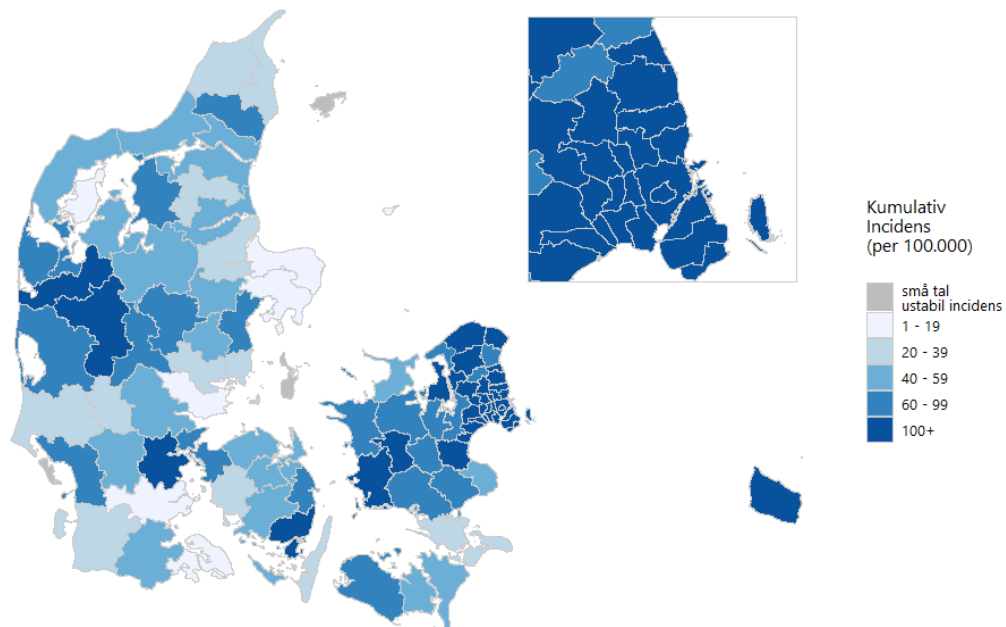 Kumulativ
Incidens
(per 100.000)
små tal
ustabil incidens
1 - 19
20 - 39
40 - 59
60 - 99
100+